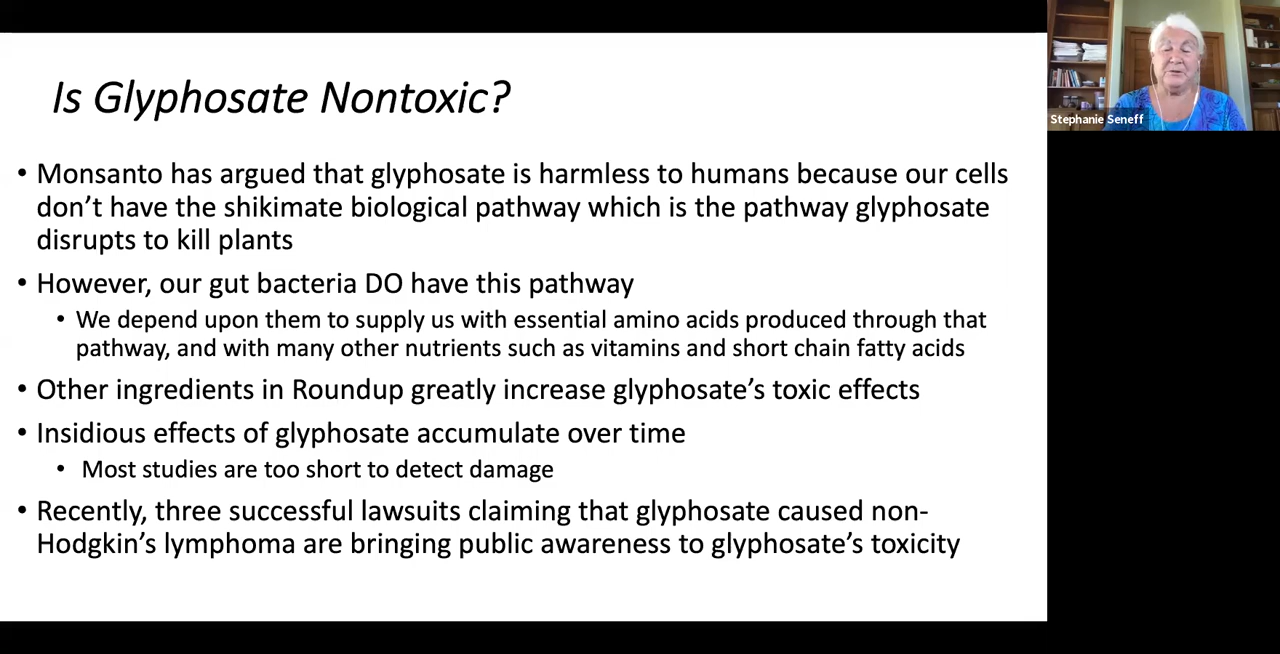 Is Glyphosate Nontoxic?
• Monsanto has argued that glyphosate is harmless to humans because our cells
don’t have the shikimate biological pathway which is the pathway glyphosate
disrupts to kill plants
• However, our gut bacteria DO have this pathway
• We depend upon them to supply us with essential amino acids produced through that
pathway, and with many other nutrients such as vitamins and short chain fatty acids
• Other ingredients in Roundup greatly increase glyphosate’s toxic effects
• Insidious effects of glyphosate accumulate over time
• Most studies are too short to detect damage
• Recently, three successful lawsuits claiming that glyphosate caused non-
Hodgkin’s lymphoma are bringing public awareness to glyphosate’s toxicity
Stephanie Seneff